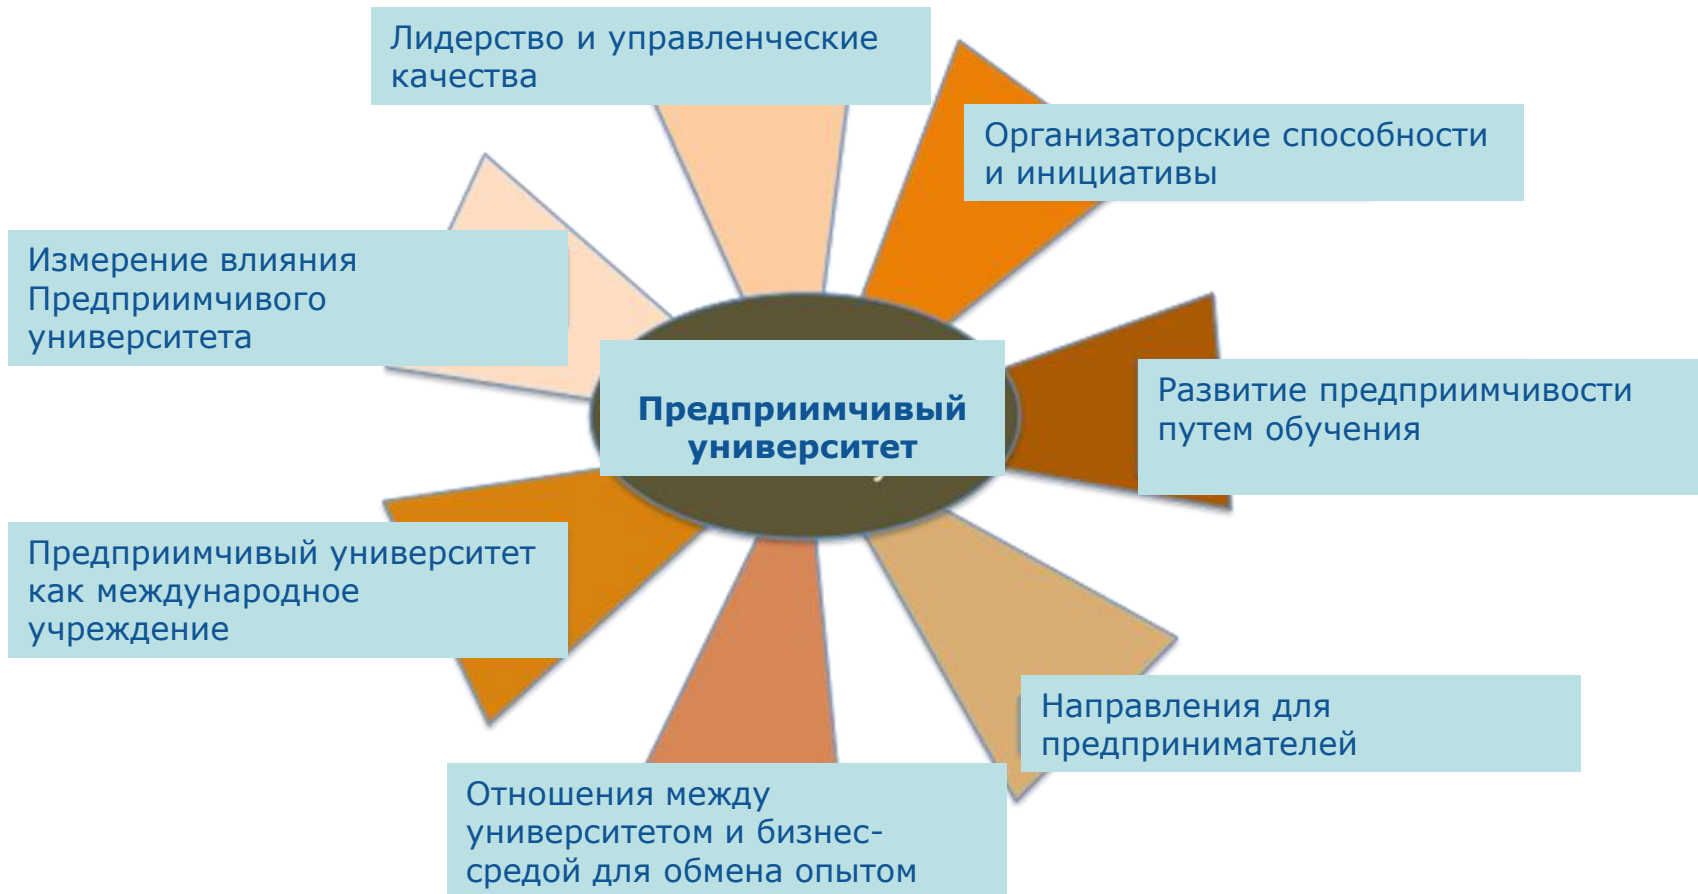 Лидерство и управленческие
качества
Организаторские способности
и инициативы
Измерение влияния
Предприимчивого
университета
Предприимчивый
университет
Развитие предприимчивости
путем обучения
Предприимчивый университет
как международное
учреждение
Направления для
предпринимателей
Отношения между
университетом и бизнес-
средой для обмена опытом